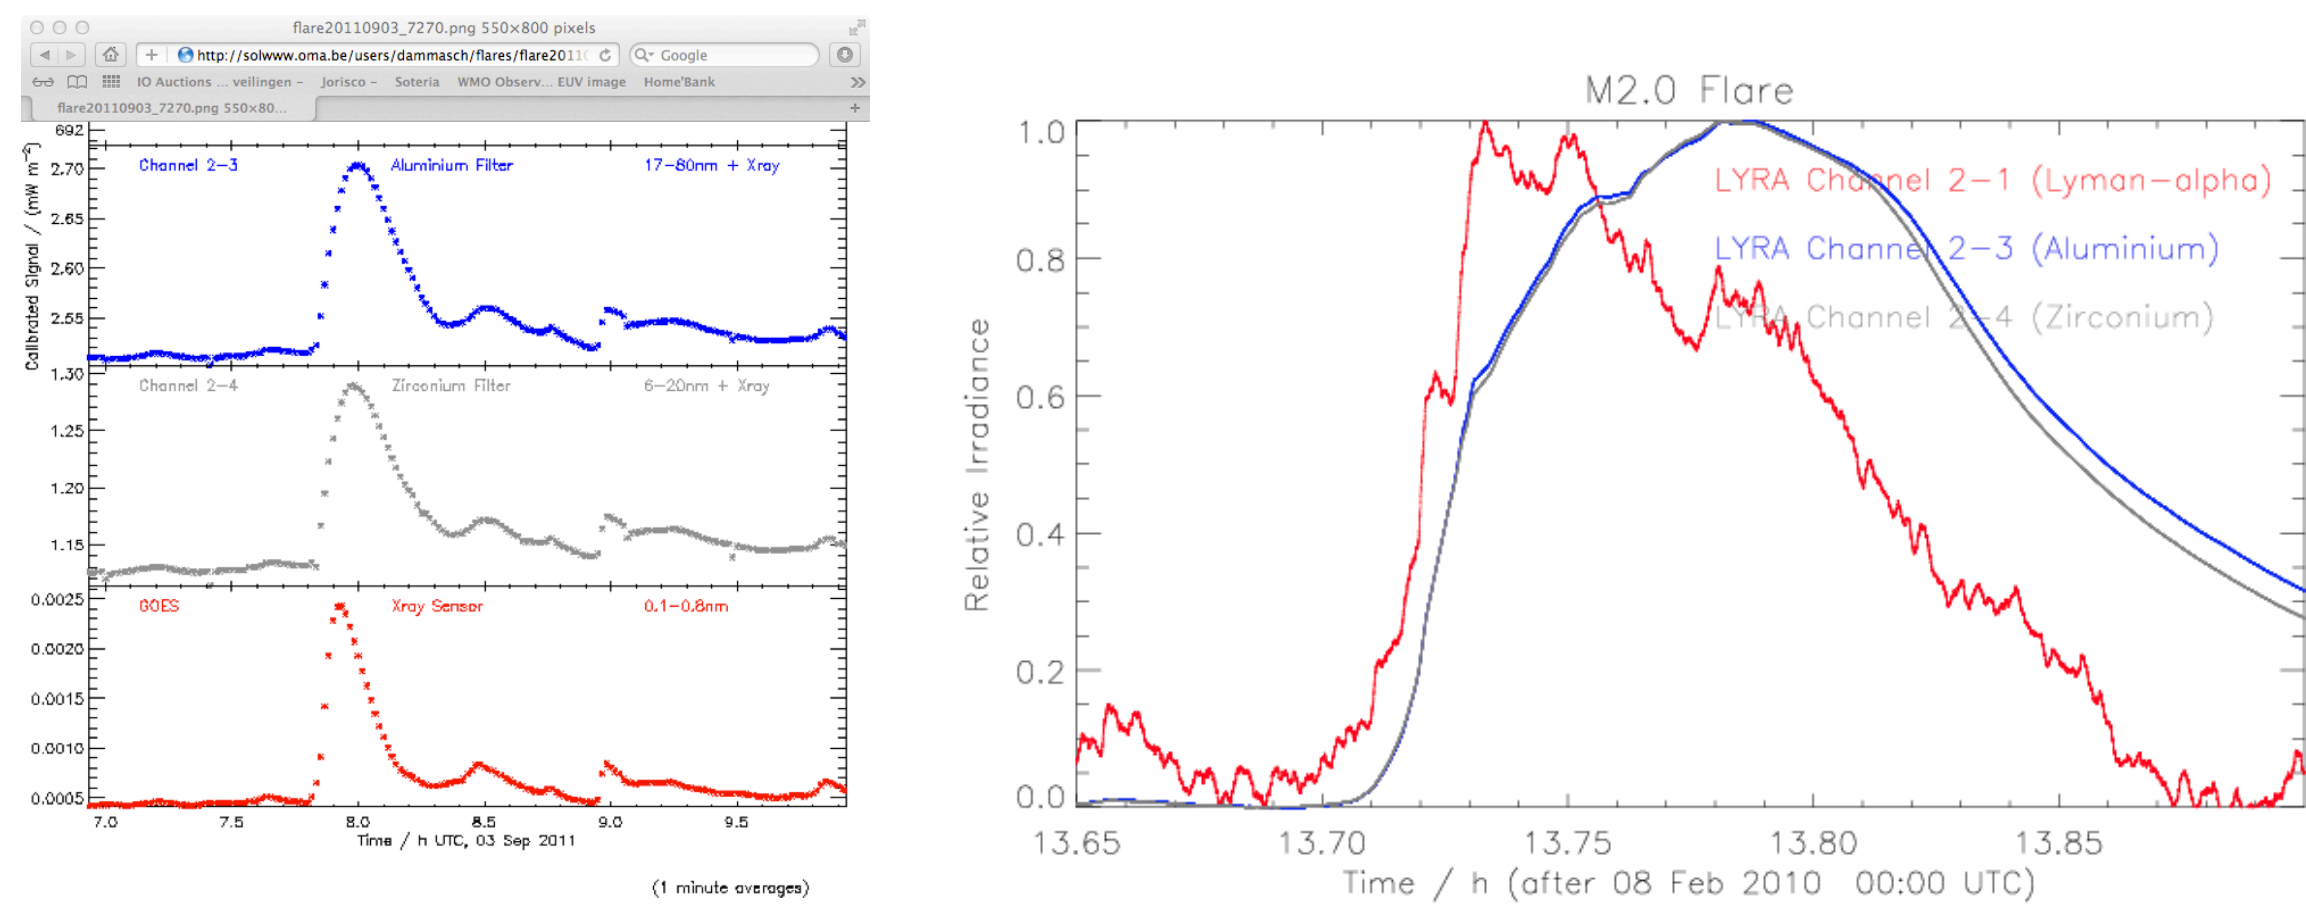 flare20110903_7270.png 550×800 pixels
http://solwww.oma.be/users/dammasch/flares/flare2011
Google
IO Auctions ... veilingen – Jorisco – Soteria WMO Observ... EUV image Home'Bank
flare20110903_7270.png 550×80...
692
Calibrated Signal / (mW m⁻²)
Channel 2–3 Aluminium Filter 17–80nm + Xray
2.70
2.65
2.60
2.55
1.30
Channel 2–4 Zirconium Filter 6–20nm + Xray
1.25
1.20
1.15
0.0025
GOES Xray Sensor 0.1–0.8nm
0.0020
0.0015
0.0010
0.0005
7.0 7.5 8.0 8.5 9.0 9.5
Time / h UTC, 03 Sep 2011
(1 minute averages)
M2.0 Flare
Relative Irradiance
1.0
0.8
0.6
0.4
0.2
0.0
LYRA Channel 2–1 (Lyman–alpha)
LYRA Channel 2–3 (Aluminium)
LYRA Channel 2–4 (Zirconium)
13.65 13.70 13.75 13.80 13.85
Time / h (after 08 Feb 2010 00:00 UTC)